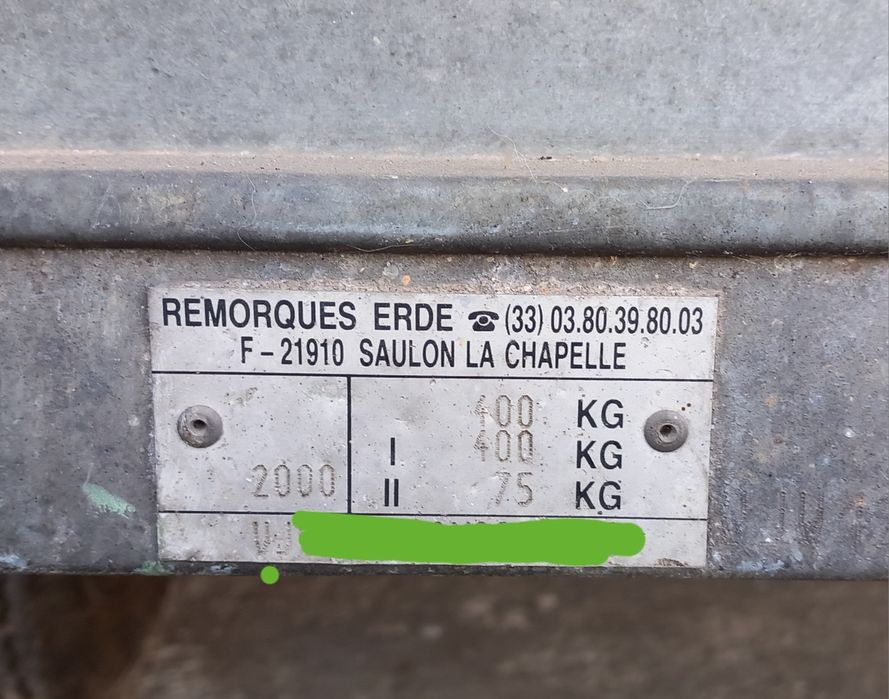 REMORQUES ERDE ☎ (33) 03.80.39.80.03
F - 21910 SAULON LA CHAPELLE
400 KG
I 400 KG
2000 II 75 KG